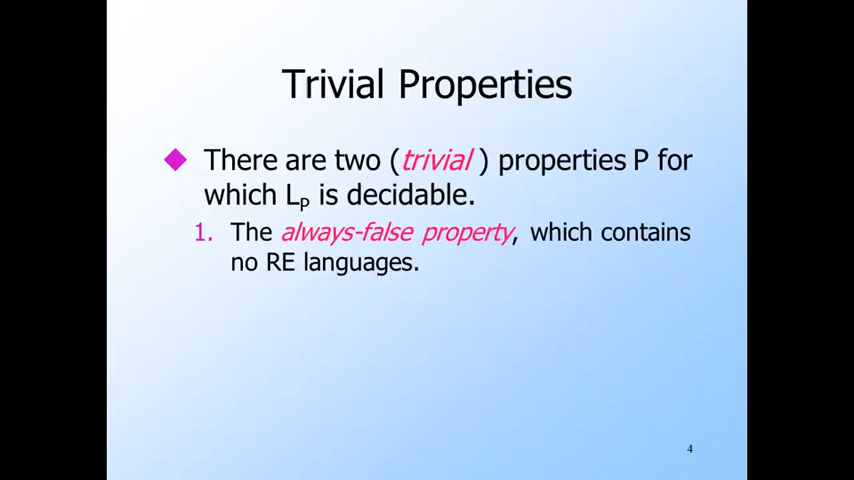 Trivial Properties
There are two (trivial ) properties P for
which LP is decidable.
1. The always-false property, which contains
no RE languages.
4